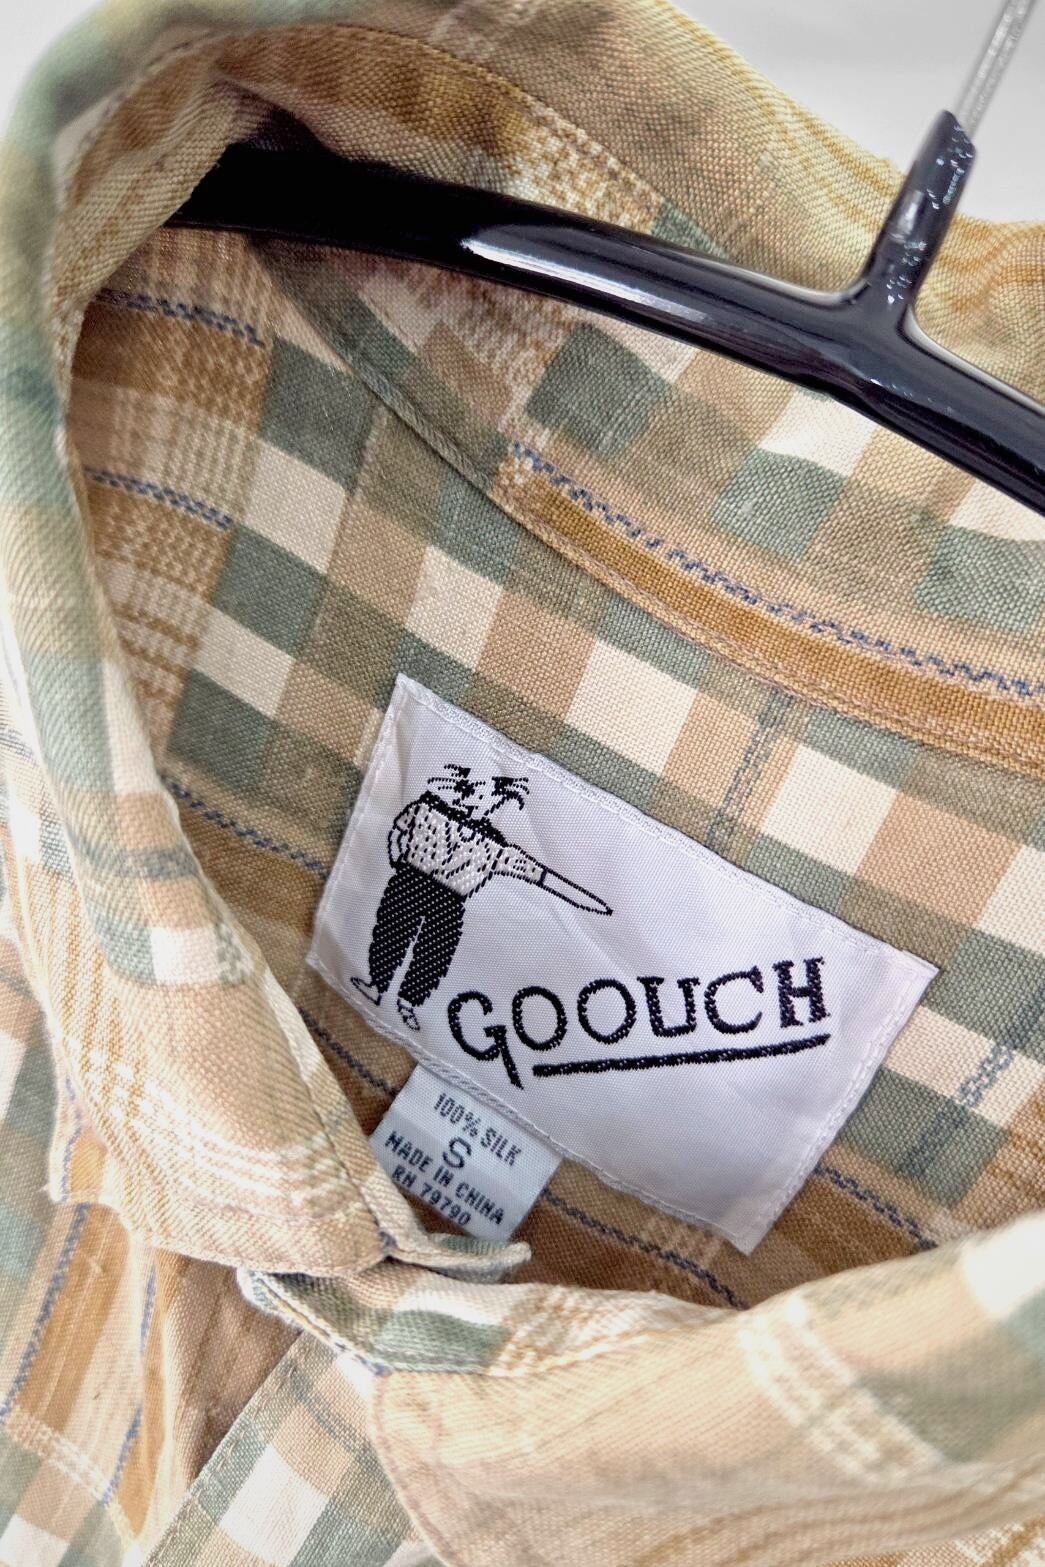 GOOUCH
100% SILK
S
MADE IN CHINA
RN 79790